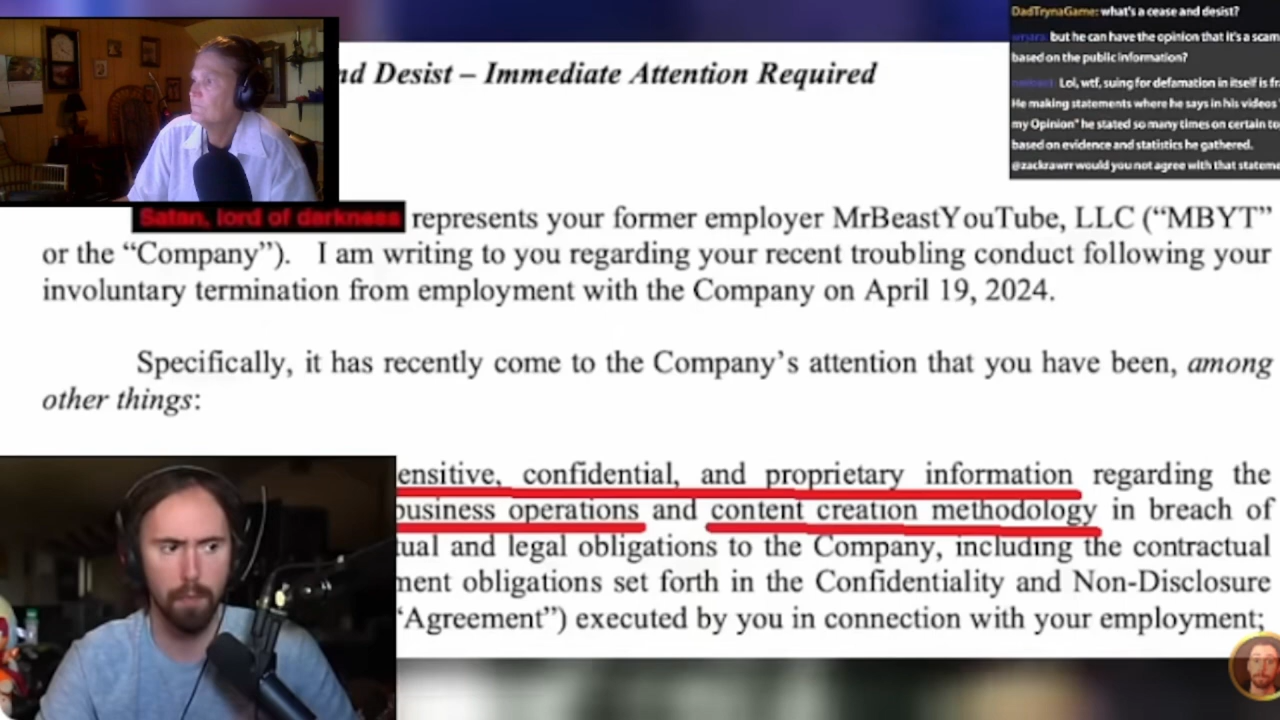 nd Desist – Immediate Attention Required
Satan, lord of darkness represents your former employer MrBeastYouTube, LLC (“MBYT”
or the “Company”). I am writing to you regarding your recent troubling conduct following your
involuntary termination from employment with the Company on April 19, 2024.
Specifically, it has recently come to the Company’s attention that you have been, among
other things:
ensitive, confidential, and proprietary information regarding the
business operations and content creation methodology in breach of
tual and legal obligations to the Company, including the contractual
ment obligations set forth in the Confidentiality and Non-Disclosure
“Agreement”) executed by you in connection with your employment;
DadTrynaGame: what's a cease and desist?
but he can have the opinion that it's a scam
based on the public information?
Lol, wtf, suing for defamation in itself is fr
He making statements where he says in his videos
my Opinion" he stated so many times on certain to
based on evidence and statistics he gathered.
@zackrawrr would you not agree with that stateme